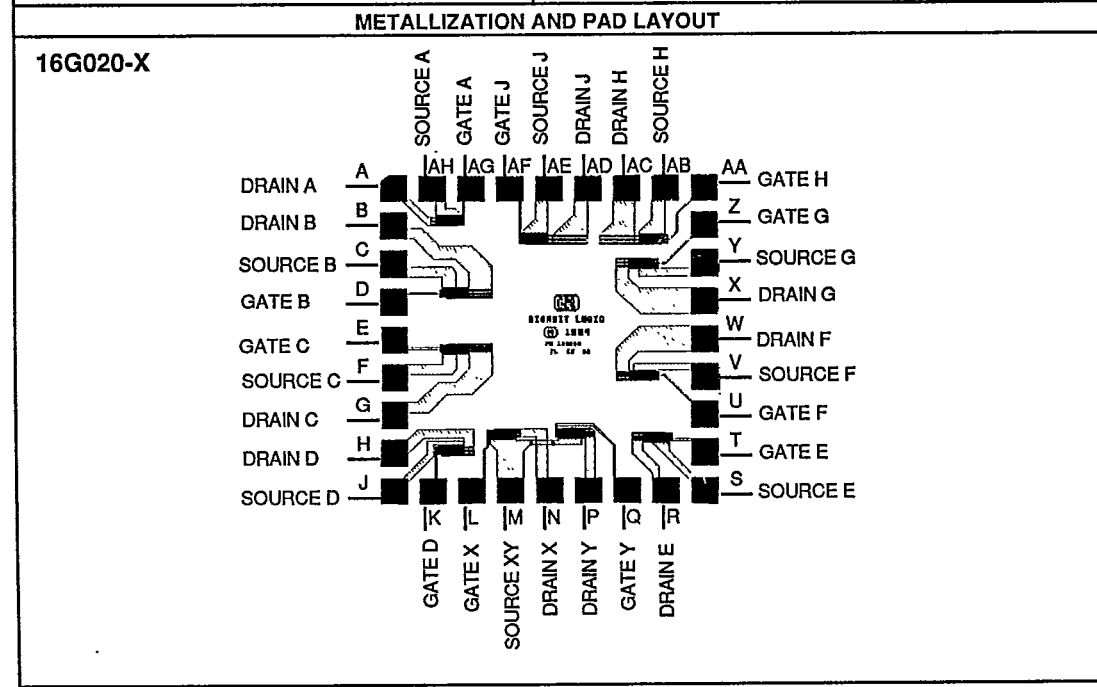 METALLIZATION AND PAD LAYOUT
16G020-X
SOURCE A
GATE A
GATE J
SOURCE J
DRAIN J
DRAIN H
SOURCE H
AH
AG
AF
AE
AD
AC
AB
A
DRAIN A
B
DRAIN B
C
SOURCE B
D
GATE B
E
GATE C
F
SOURCE C
G
DRAIN C
H
DRAIN D
J
SOURCE D
AA
GATE H
Z
GATE G
Y
SOURCE G
X
DRAIN G
W
DRAIN F
V
SOURCE F
U
GATE F
T
GATE E
S
SOURCE E
LOGIC
1984
K
L
M
N
P
Q
R
GATE D
GATE X
SOURCE XY
DRAIN X
DRAIN Y
GATE Y
DRAIN E